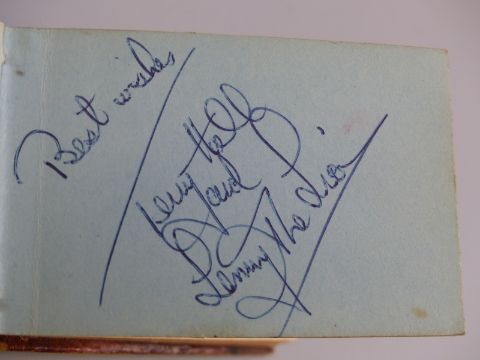 Best wishes
Terry Hall
and
Lenny The Lion